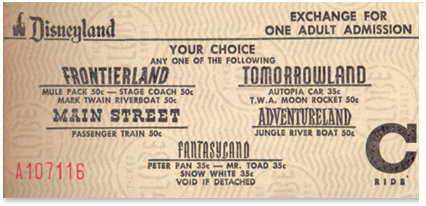 Disneyland
EXCHANGE FOR
ONE ADULT ADMISSION
YOUR CHOICE
ANY ONE OF THE FOLLOWING
FRONTIERLAND
MULE PACK 50c — STAGE COACH 50c
MARK TWAIN RIVERBOAT 50c
TOMORROWLAND
AUTOPIA CAR 35c
T.W.A. MOON ROCKET 50c
MAIN STREET
PASSENGER TRAIN 50c
ADVENTURELAND
JUNGLE RIVER BOAT 50c
FANTASYLAND
PETER PAN 35c — MR. TOAD 35c
SNOW WHITE 35c
VOID IF DETACHED
C
RIDE
A107116